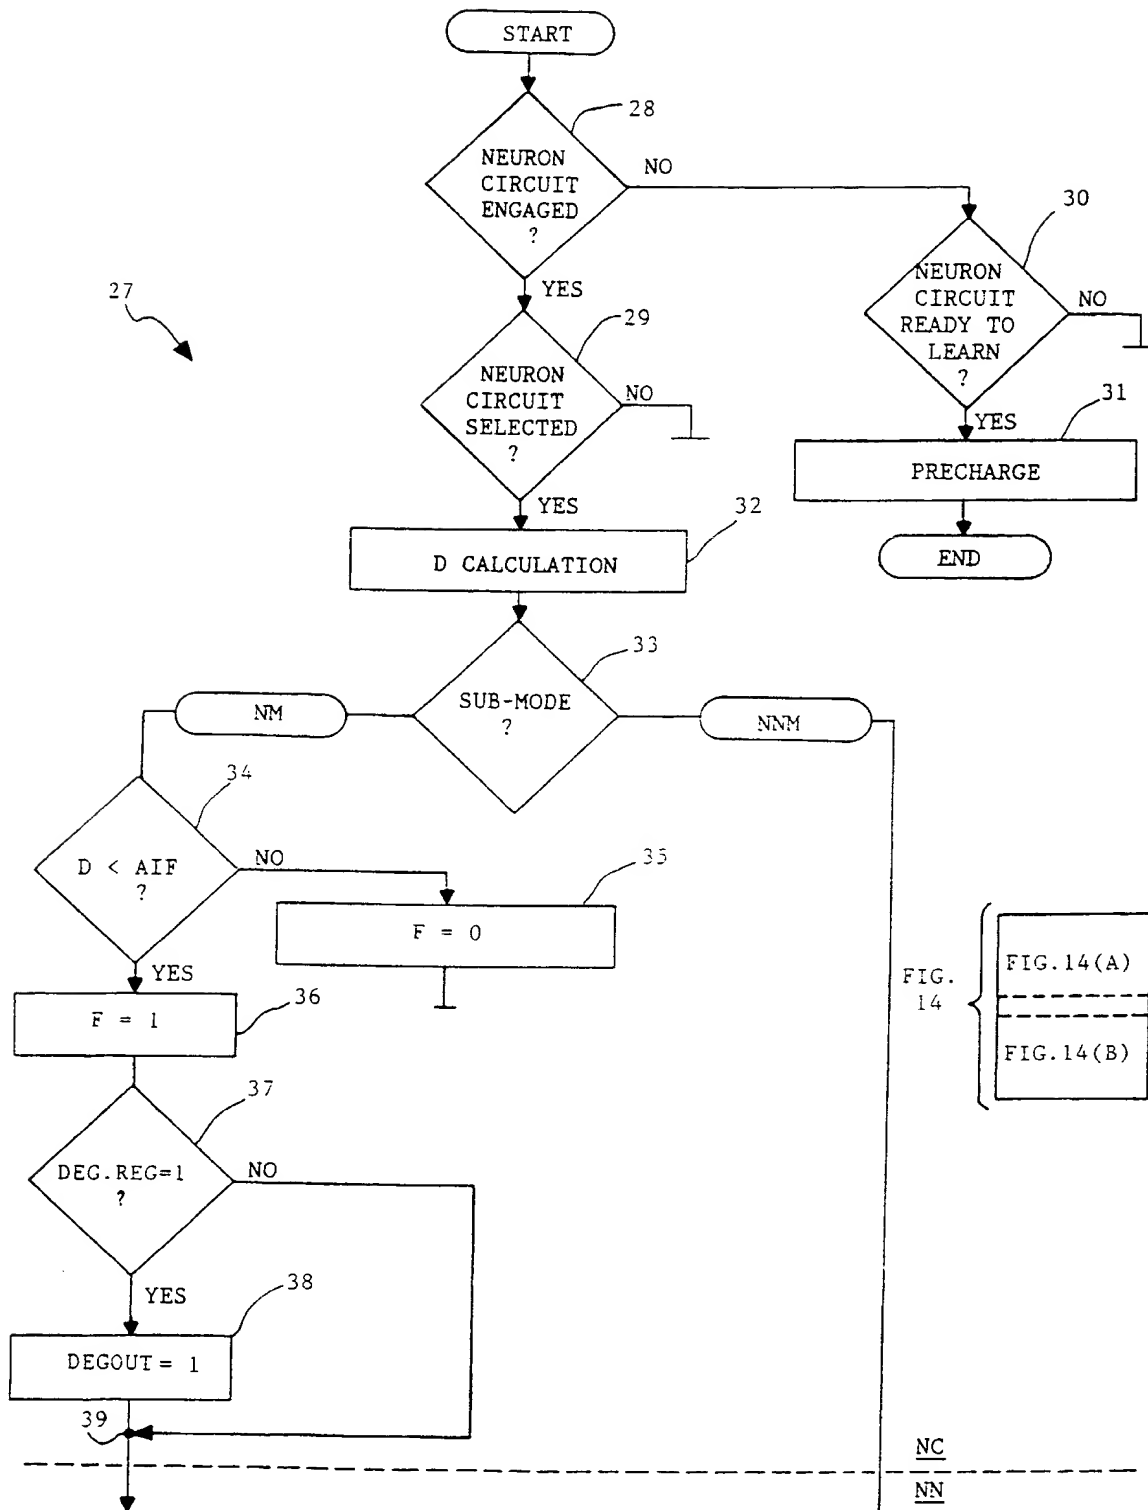 START
28
NEURON
CIRCUIT
ENGAGED
?
NO
YES
30
NEURON
CIRCUIT
READY TO
LEARN
?
NO
YES
27
29
NEURON
CIRCUIT
SELECTED
?
NO
YES
31
PRECHARGE
END
32
D CALCULATION
33
SUB-MODE
?
NM
NNM
34
D < AIF
?
NO
YES
35
F = 0
36
F = 1
FIG.
14
FIG.14(A)
FIG.14(B)
37
DEG.REG=1
?
NO
YES
38
DEGOUT = 1
39
NC
NN